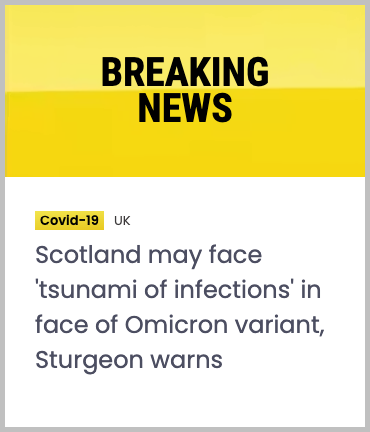 BREAKING
NEWS
Covid-19 UK
Scotland may face
'tsunami of infections' in
face of Omicron variant,
Sturgeon warns